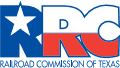 RRC
RAILROAD COMMISSION OF TEXAS